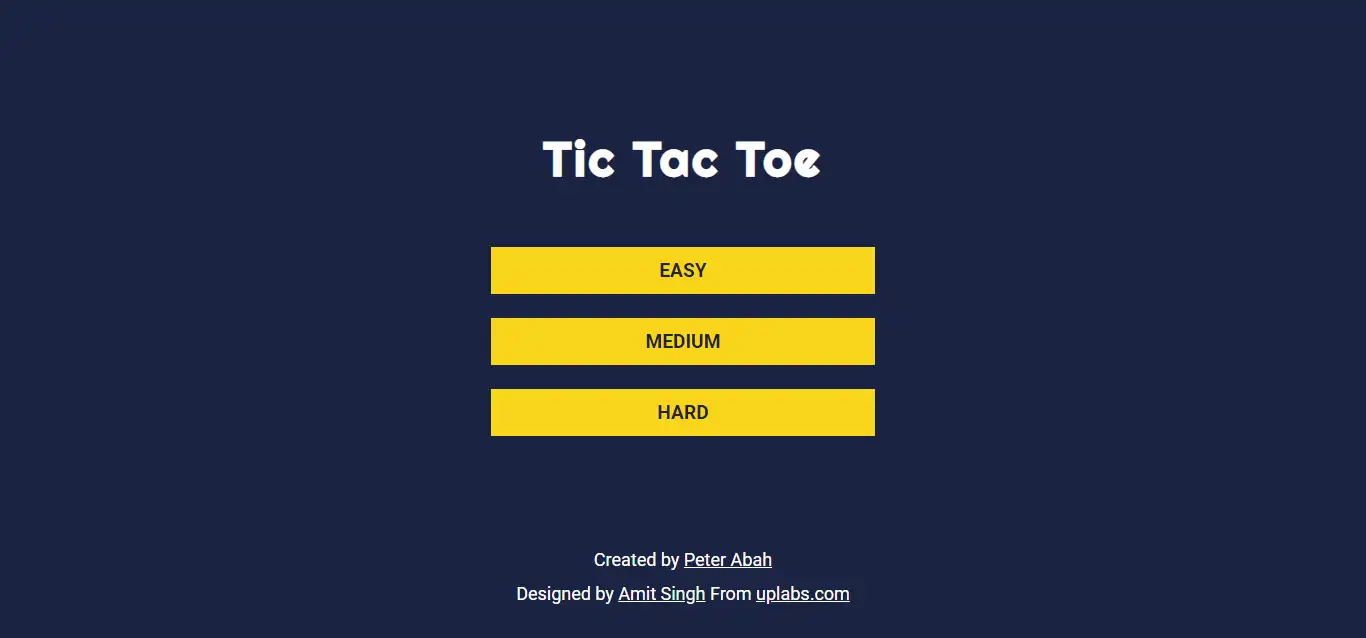 Tic Tac Toe
EASY
MEDIUM
HARD
Created by Peter Abah
Designed by Amit Singh From uplabs.com